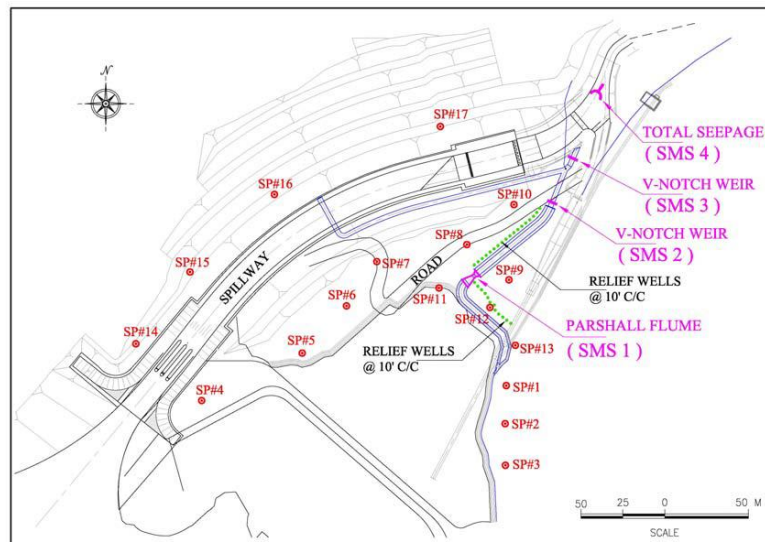 N
SP#17
TOTAL SEEPAGE
( SMS 4 )
V-NOTCH WEIR
( SMS 3 )
SP#16
SP#10
V-NOTCH WEIR
( SMS 2 )
SP#8
SP#15
SPILLWAY
SP#7
ROAD
SP#9
RELIEF WELLS
@ 10' C/C
SP#11
SP#6
SP#12
PARSHALL FLUME
( SMS 1 )
SP#14
SP#5
RELIEF WELLS
@ 10' C/C
SP#13
SP#4
SP#1
SP#2
SP#3
50 25 0 50 M
SCALE